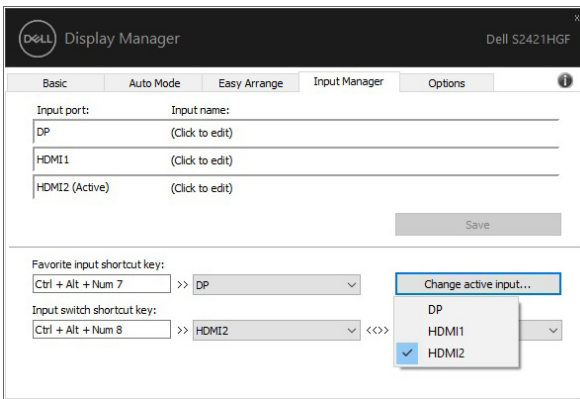 DELL Display Manager
Dell S2421HGF
Basic Auto Mode Easy Arrange Input Manager Options
Input port: Input name:
DP (Click to edit)
HDMI1 (Click to edit)
HDMI2 (Active) (Click to edit)
Save
Favorite input shortcut key:
Ctrl + Alt + Num 7 >> DP Change active input...
Input switch shortcut key:
Ctrl + Alt + Num 8 >> HDMI2 <<>>
DP
HDMI1
HDMI2